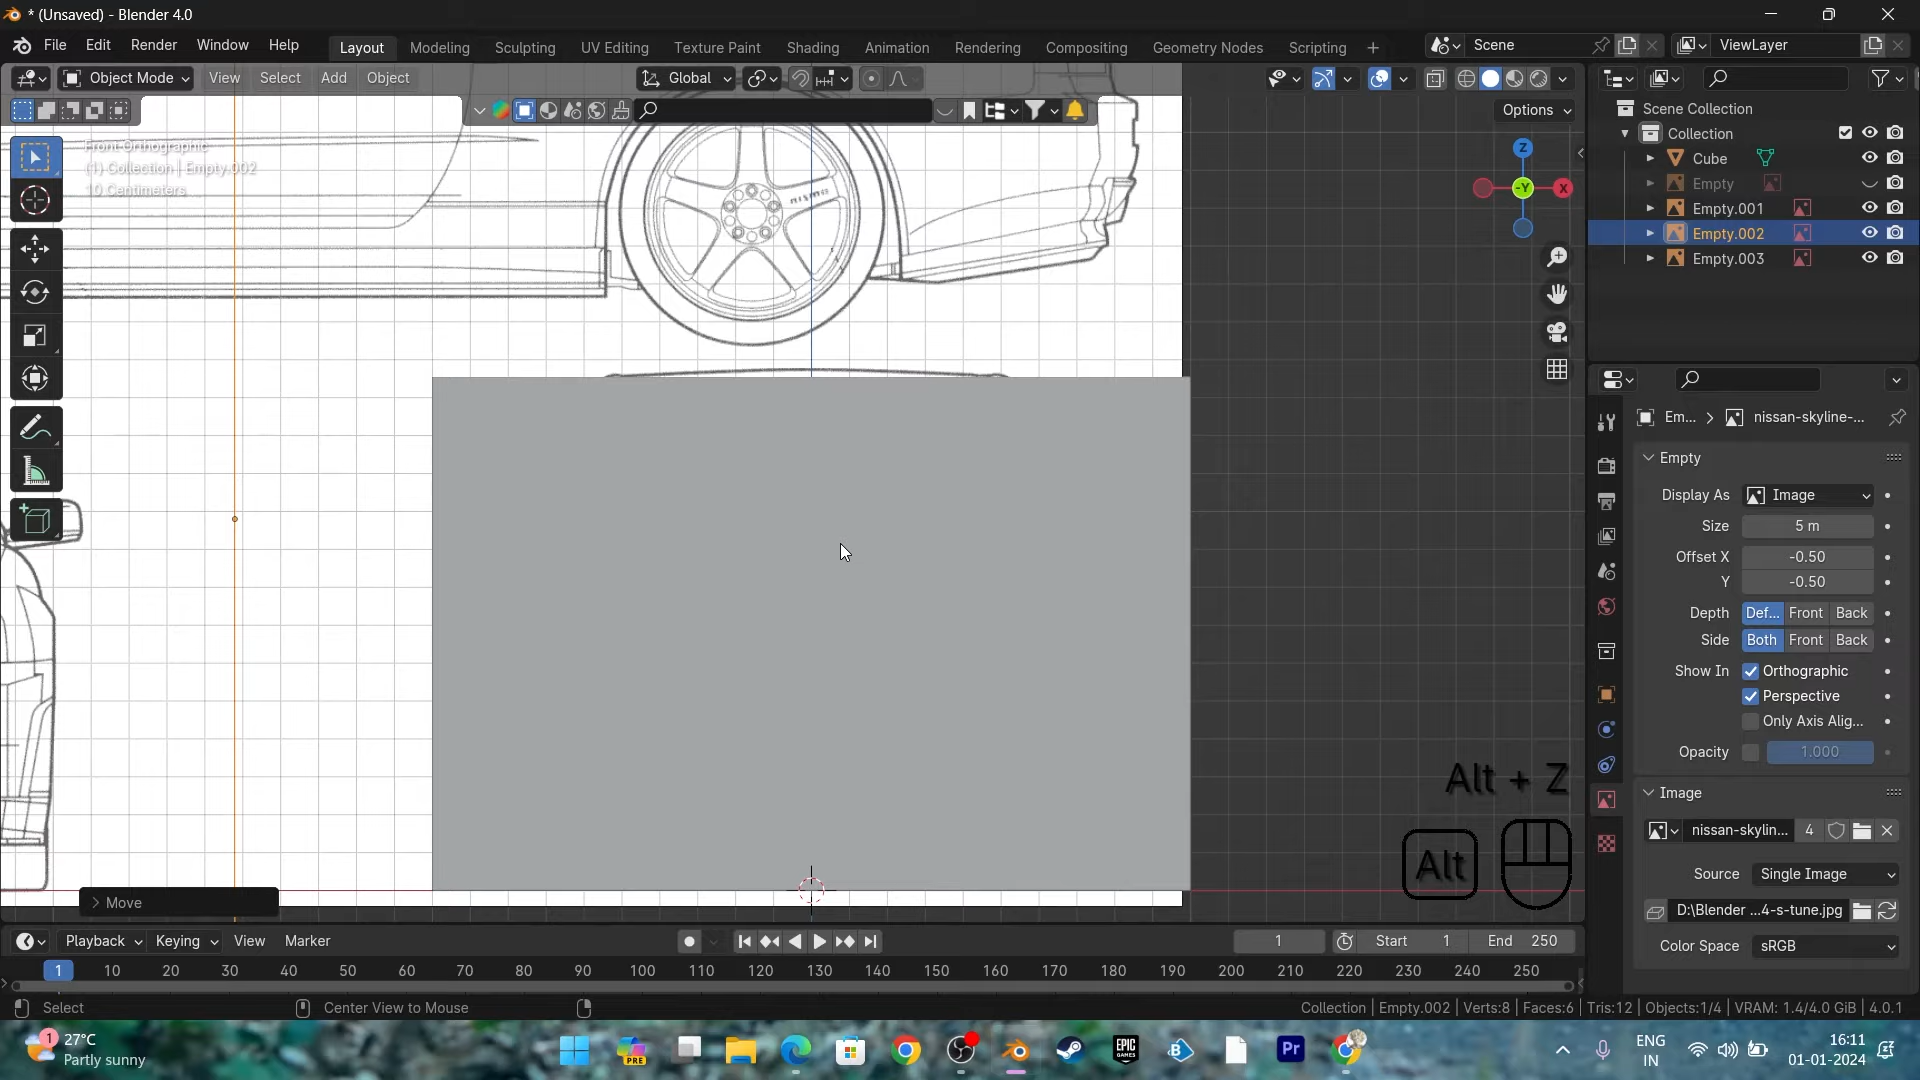 * (Unsaved) - Blender 4.0
File Edit Render Window Help
Layout Modeling Sculpting UV Editing Texture Paint Shading Animation Rendering Compositing Geometry Nodes Scripting +
Scene
ViewLayer
Object Mode View Select Add Object
Global
Options
Front Orthographic
(1) Collection | Empty.002
10 Centimeters
nismo
Z
-Y
X
Scene Collection
Collection
Cube
Empty
Empty.001
Empty.002
Empty.003
Em... > nissan-skyline-...
Empty
Display As Image
Size 5 m
Offset X -0.50
Y -0.50
Depth Def... Front Back
Side Both Front Back
Show In Orthographic
Perspective
Only Axis Alig...
Opacity 1.000
Image
nissan-skylin... 4
Source Single Image
D:\Blender ...4-s-tune.jpg
Color Space sRGB
Alt + Z
Alt
> Move
Playback Keying View Marker
1 Start 1 End 250
1 10 20 30 40 50 60 70 80 90 100 110 120 130 140 150 160 170 180 190 200 210 220 230 240 250
Select Center View to Mouse
Collection | Empty.002 | Verts:8 | Faces:6 | Tris:12 | Objects:1/4 | VRAM: 1.4/4.0 GiB | 4.0.1
1
27°C
Partly sunny
PRE
EPIC GAMES
Pr
ENG
IN
16:11
01-01-2024